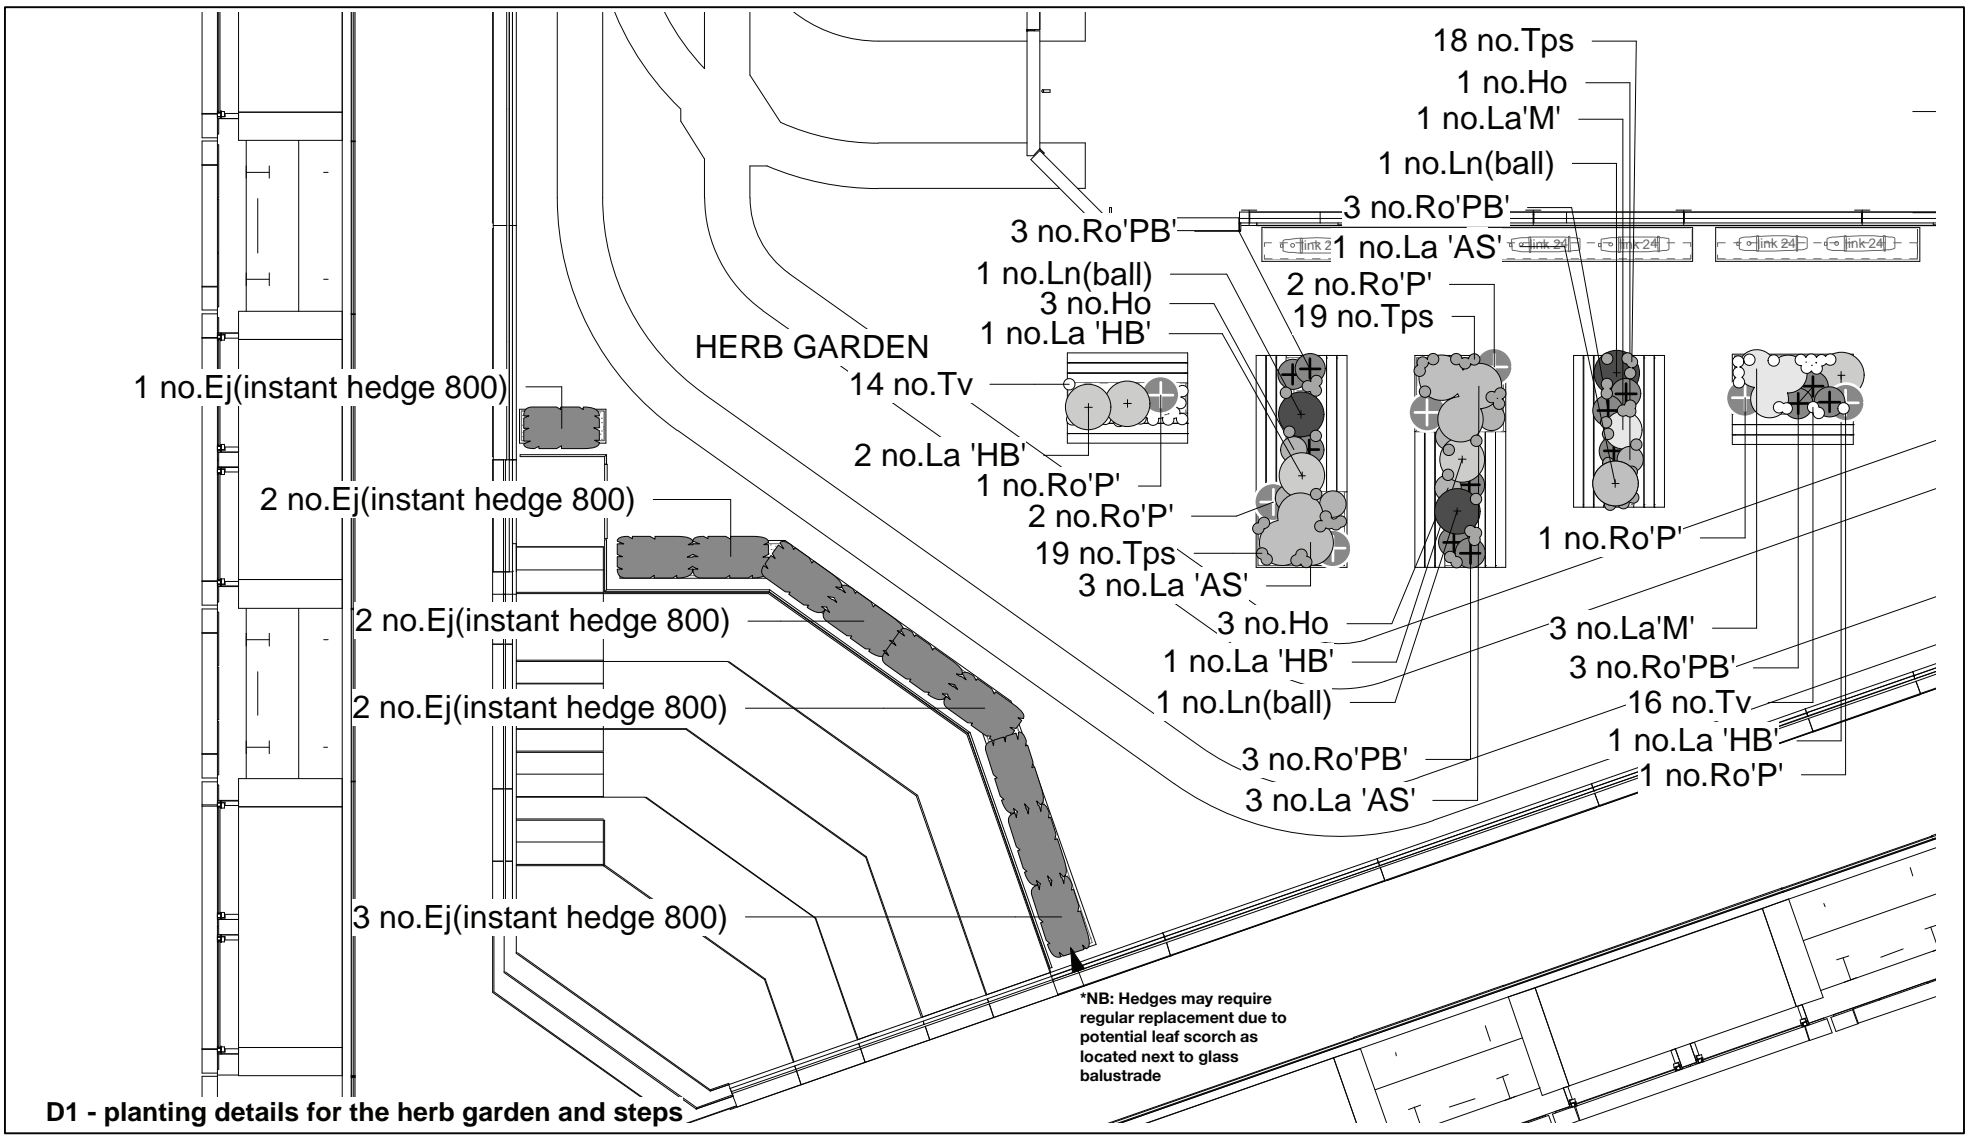 18 no.Tps
1 no.Ho
1 no.La'M'
1 no.Ln(ball)
3 no.Ro'PB'
3 no.Ro'PB'
1 no.La 'AS'
link 24
link 24
link 24
link 24
1 no.Ln(ball)
2 no.Ro'P'
3 no.Ho
19 no.Tps
1 no.La 'HB'
HERB GARDEN
1 no.Ej(instant hedge 800)
14 no.Tv
2 no.La 'HB'
1 no.Ro'P'
2 no.Ej(instant hedge 800)
2 no.Ro'P'
1 no.Ro'P'
19 no.Tps
3 no.La 'AS'
2 no.Ej(instant hedge 800)
3 no.Ho
3 no.La'M'
1 no.La 'HB'
3 no.Ro'PB'
2 no.Ej(instant hedge 800)
1 no.Ln(ball)
16 no.Tv
1 no.La 'HB'
3 no.Ro'PB'
1 no.Ro'P'
3 no.La 'AS'
3 no.Ej(instant hedge 800)
*NB: Hedges may require
regular replacement due to
potential leaf scorch as
located next to glass
balustrade
D1 - planting details for the herb garden and steps